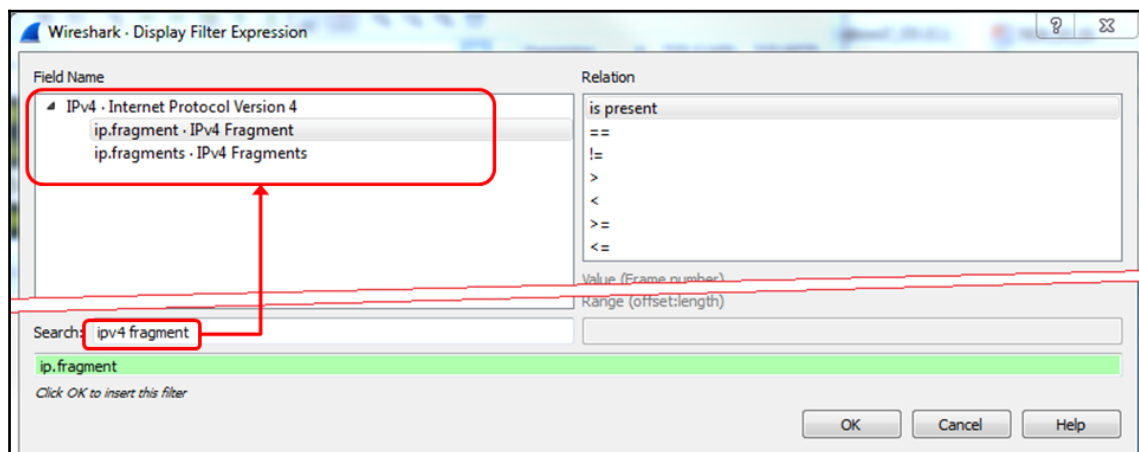 Wireshark · Display Filter Expression
Field Name
IPv4 · Internet Protocol Version 4
ip.fragment · IPv4 Fragment
ip.fragments · IPv4 Fragments
Relation
is present
==
!=
>
<
>=
<=
Value (Frame number)
Range (offset:length)
Search: ipv4 fragment
ip.fragment
Click OK to insert this filter
OK Cancel Help